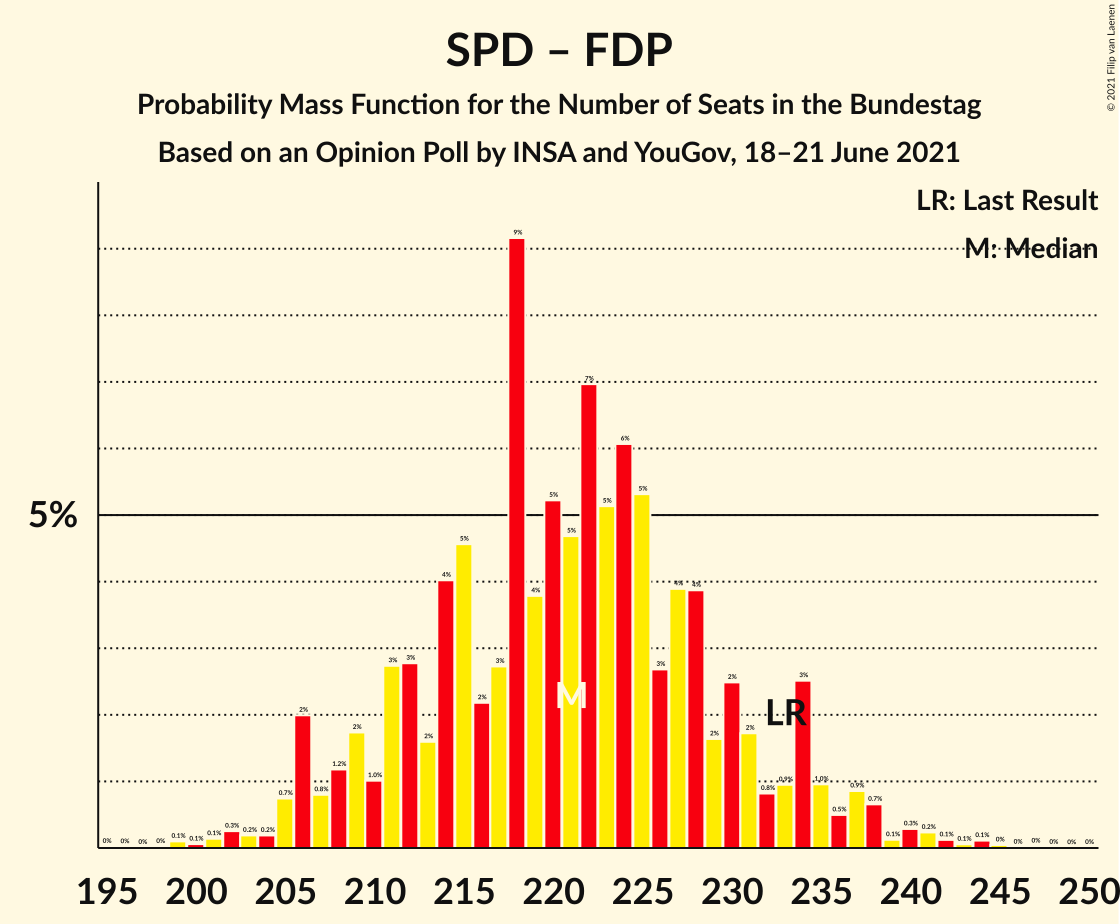 SPD – FDP
Probability Mass Function for the Number of Seats in the Bundestag
Based on an Opinion Poll by INSA and YouGov, 18–21 June 2021
© 2021 Filip van Laenen
LR: Last Result
M: Median
5%
0% 0% 0% 0% 0.1% 0.1% 0.1% 0.3% 0.2% 0.2% 0.7% 2% 0.8% 1.2% 2% 1.0% 3% 3% 2% 4% 5% 2% 3% 9% 4% 5% 5% 7% 5% 6% 5% 3% 4% 4% 2% 2% 2% 0.8% 0.9% 3% 1.0% 0.5% 0.9% 0.7% 0.1% 0.3% 0.2% 0.1% 0.1% 0.1% 0% 0% 0% 0% 0% 0%
M
LR
195 200 205 210 215 220 225 230 235 240 245 250